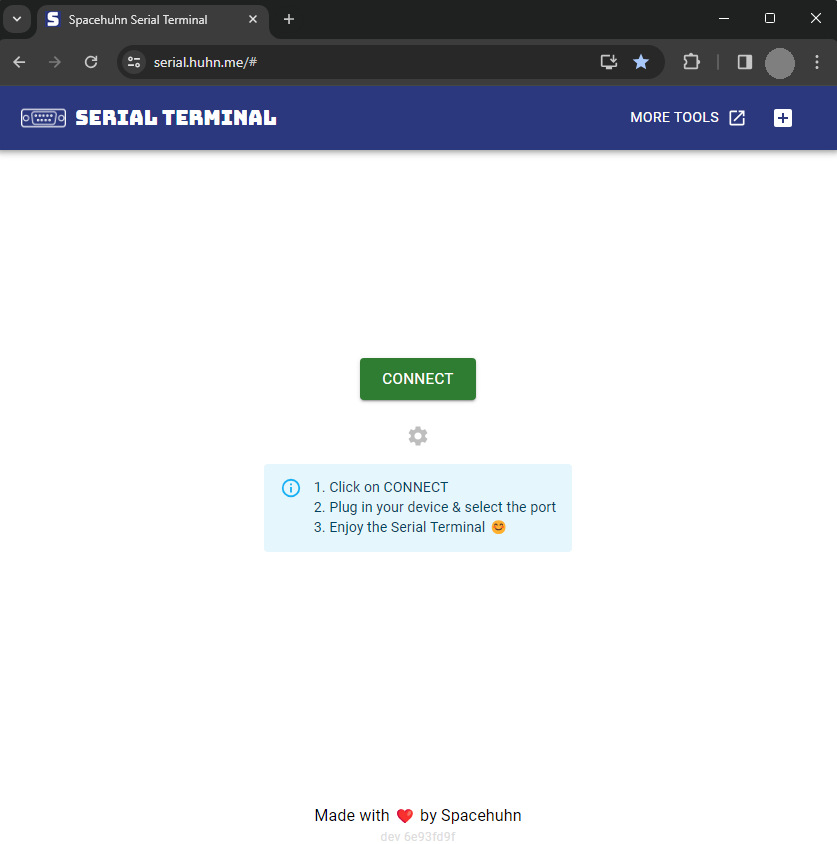 Spacehuhn Serial Terminal
serial.huhn.me/#
SERIAL TERMINAL
MORE TOOLS
CONNECT
1. Click on CONNECT
2. Plug in your device & select the port
3. Enjoy the Serial Terminal 😊
Made with ❤️ by Spacehuhn
dev 6e93fd9f